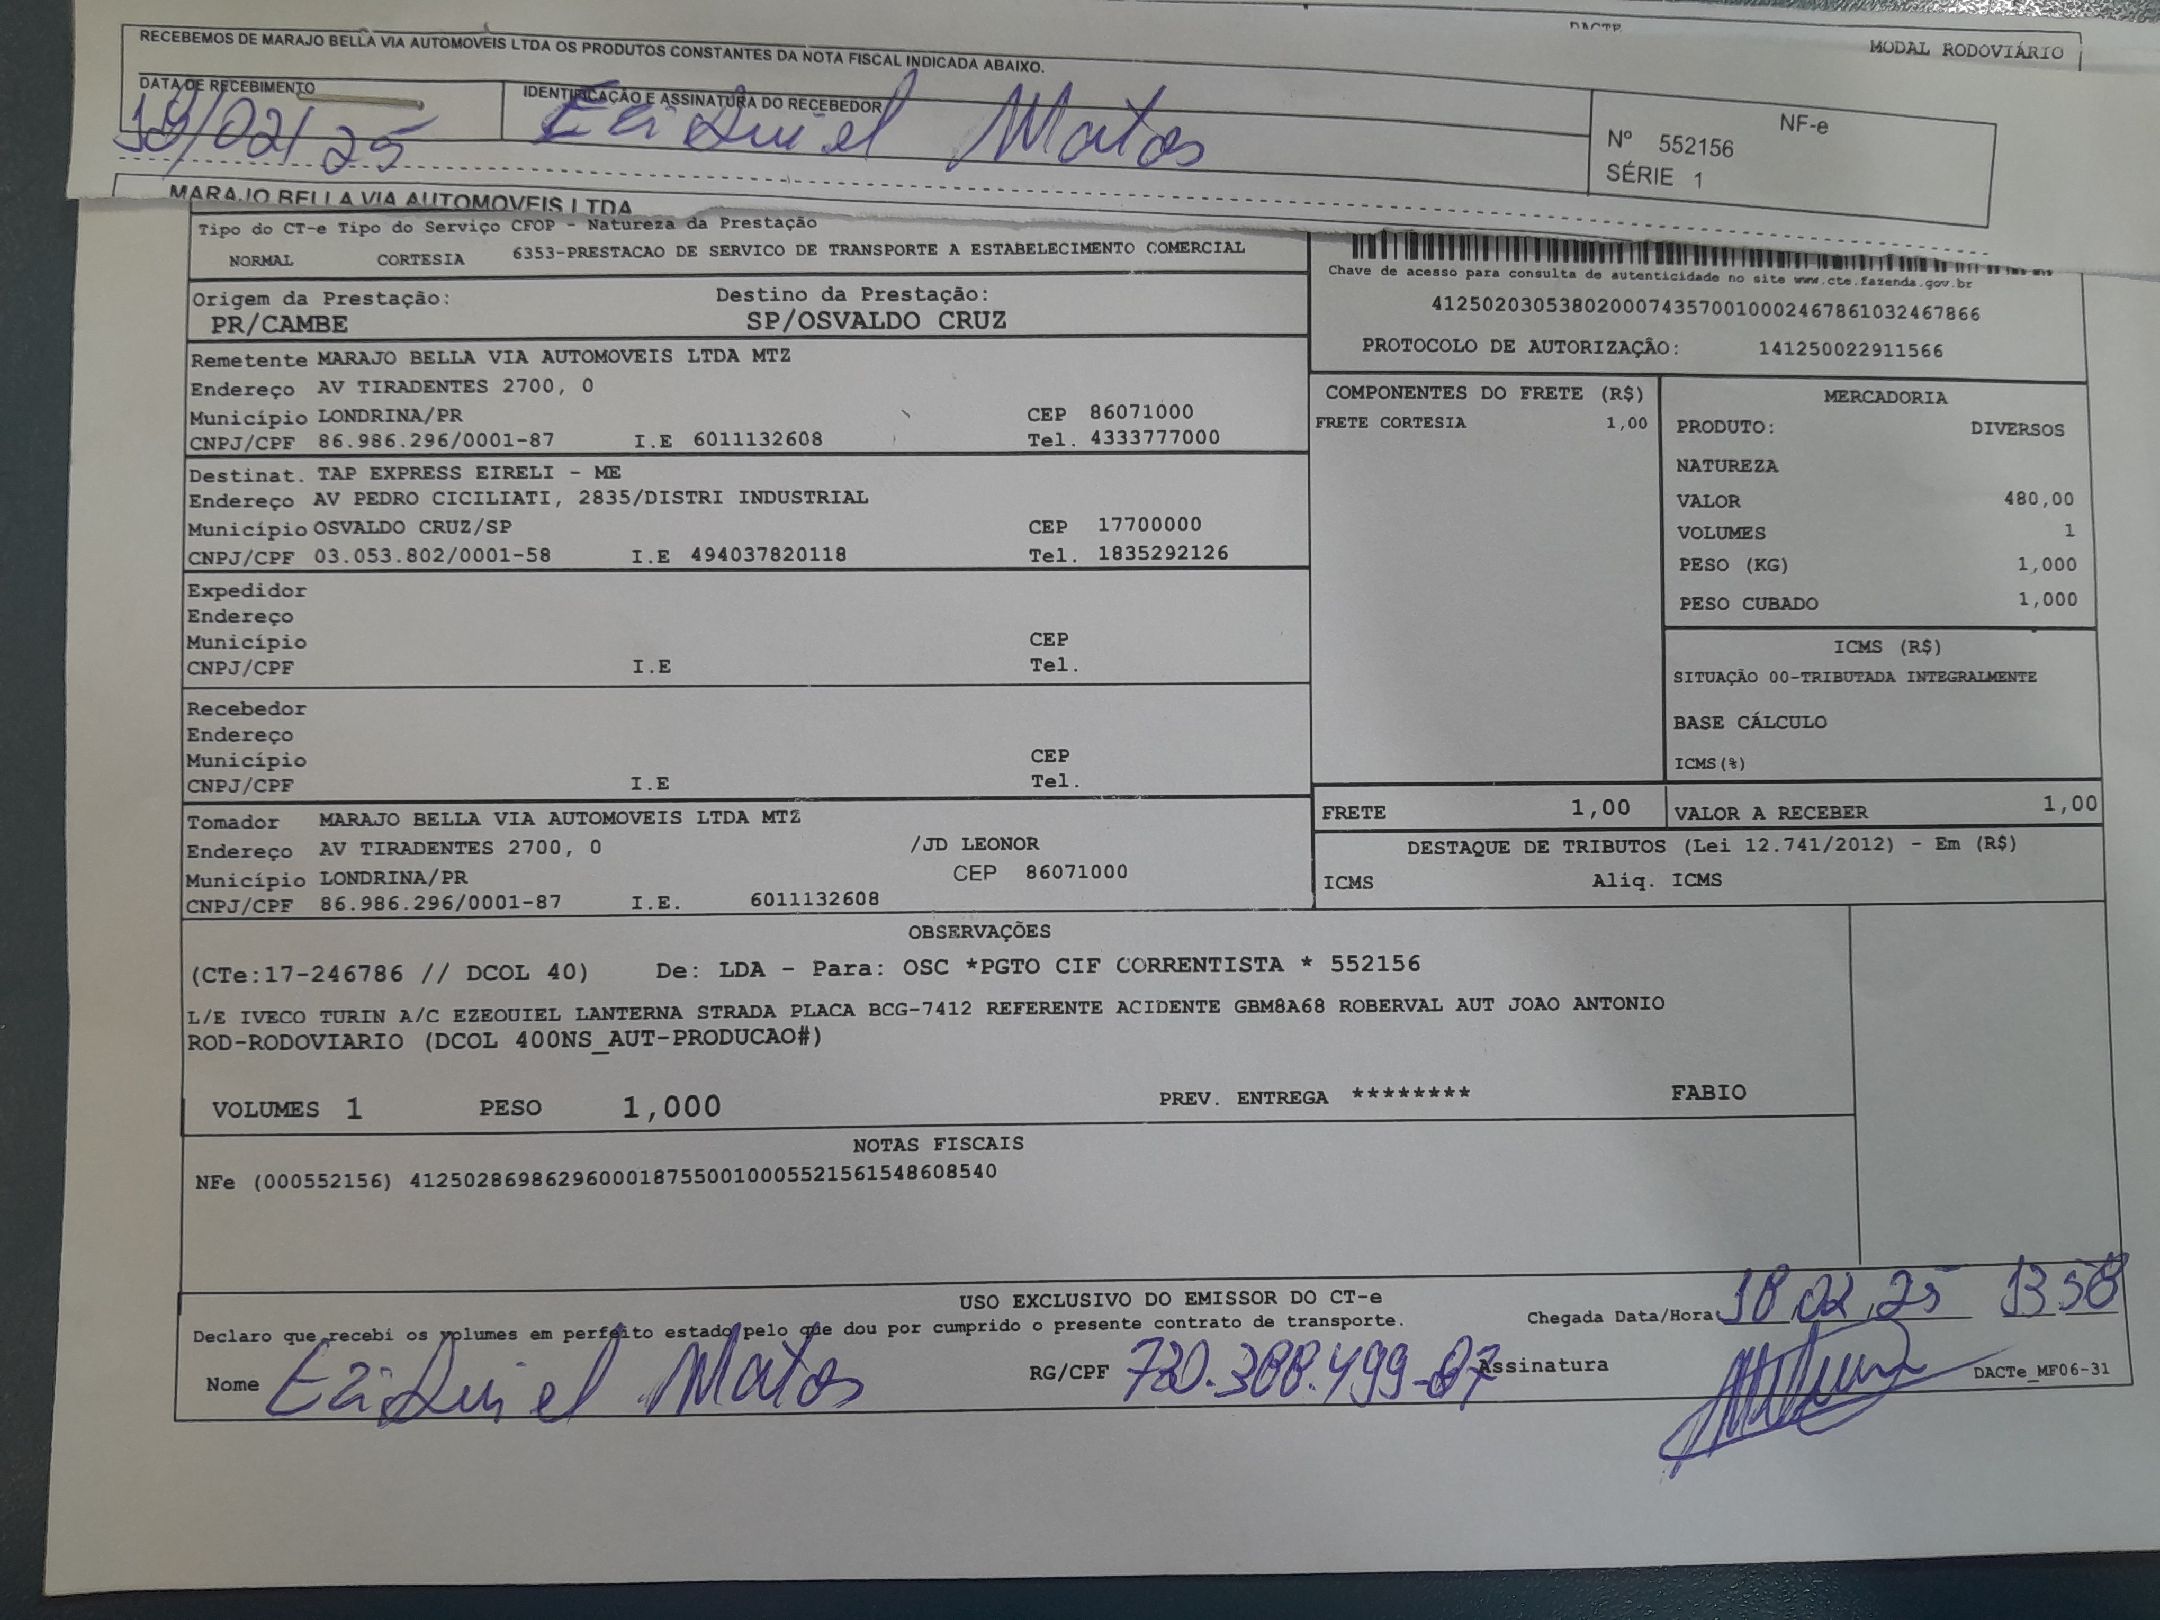 MODAL RODOVIÁRIO
RECEBEMOS DE MARAJO BELLA VIA AUTOMOVEIS LTDA OS PRODUTOS CONSTANTES DA NOTA FISCAL INDICADA ABAIXO.
DATA DE RECEBIMENTO
IDENTIFICAÇÃO E ASSINATURA DO RECEBEDOR
/02/25
Matos
NF-e
Nº 552156
SÉRIE 1
MARAJO BELLA VIA AUTOMOVEIS LTDA
Tipo do CT-e Tipo do Serviço CFOP - Natureza da Prestação
NORMAL CORTESIA 6353-PRESTACAO DE SERVICO DE TRANSPORTE A ESTABELECIMENTO COMERCIAL
Chave de acesso para consulta de autenticidade no site www.cte.fazenda.gov.br
41250203053802000743570010002467861032467866
PROTOCOLO DE AUTORIZAÇÃO: 141250022911566
Origem da Prestação: Destino da Prestação:
PR/CAMBE SP/OSVALDO CRUZ
Remetente MARAJO BELLA VIA AUTOMOVEIS LTDA MTZ
Endereço AV TIRADENTES 2700, 0
Município LONDRINA/PR CEP 86071000
CNPJ/CPF 86.986.296/0001-87 I.E 6011132608 Tel. 4333777000
Destinat. TAP EXPRESS EIRELI - ME
Endereço AV PEDRO CICILIATI, 2835/DISTRI INDUSTRIAL
Município OSVALDO CRUZ/SP CEP 17700000
CNPJ/CPF 03.053.802/0001-58 I.E 494037820118 Tel. 1835292126
Expedidor
Endereço
Município CEP
CNPJ/CPF I.E Tel.
Recebedor
Endereço
Município CEP
CNPJ/CPF I.E Tel.
Tomador MARAJO BELLA VIA AUTOMOVEIS LTDA MTZ
Endereço AV TIRADENTES 2700, 0 /JD LEONOR
Município LONDRINA/PR CEP 86071000
CNPJ/CPF 86.986.296/0001-87 I.E. 6011132608
COMPONENTES DO FRETE (R$)
FRETE CORTESIA 1,00
MERCADORIA
PRODUTO: DIVERSOS
NATUREZA
VALOR 480,00
VOLUMES 1
PESO (KG) 1,000
PESO CUBADO 1,000
ICMS (R$)
SITUAÇÃO 00-TRIBUTADA INTEGRALMENTE
BASE CÁLCULO
ICMS(%)
FRETE 1,00 VALOR A RECEBER 1,00
DESTAQUE DE TRIBUTOS (Lei 12.741/2012) - Em (R$)
ICMS Aliq. ICMS
OBSERVAÇÕES
(CTe:17-246786 // DCOL 40) De: LDA - Para: OSC *PGTO CIF CORRENTISTA * 552156
L/E IVECO TURIN A/C EZEOUIEL LANTERNA STRADA PLACA BCG-7412 REFERENTE ACIDENTE GBM8A68 ROBERVAL AUT JOAO ANTONIO
ROD-RODOVIARIO (DCOL 400NS_AUT-PRODUCAO#)
VOLUMES 1 PESO 1,000 PREV. ENTREGA ******** FABIO
NOTAS FISCAIS
NFe (000552156) 41250286986296000187550010005521561548608540
USO EXCLUSIVO DO EMISSOR DO CT-e
Declaro que recebi os volumes em perfeito estado pelo que dou por cumprido o presente contrato de transporte.
Chegada Data/Hora: 18 02 25 13 58
Nome Matos RG/CPF 720.388.499-87 Assinatura
DACTe_MF06-31